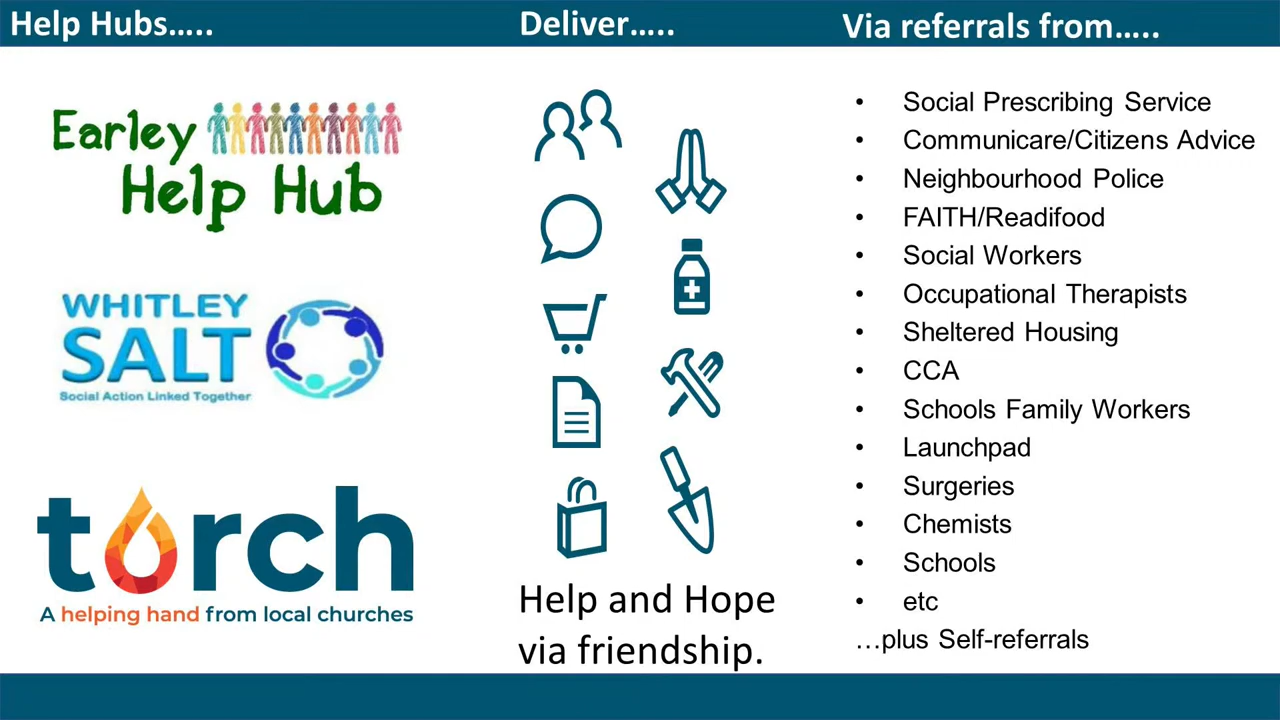 Help Hubs…..
Deliver…..
Via referrals from…..
Earley
Help Hub
WHITLEY
SALT
Social Action Linked Together
torch
A helping hand from local churches
Help and Hope
via friendship.
• Social Prescribing Service
• Communicare/Citizens Advice
• Neighbourhood Police
• FAITH/Readifood
• Social Workers
• Occupational Therapists
• Sheltered Housing
• CCA
• Schools Family Workers
• Launchpad
• Surgeries
• Chemists
• Schools
• etc
…plus Self-referrals